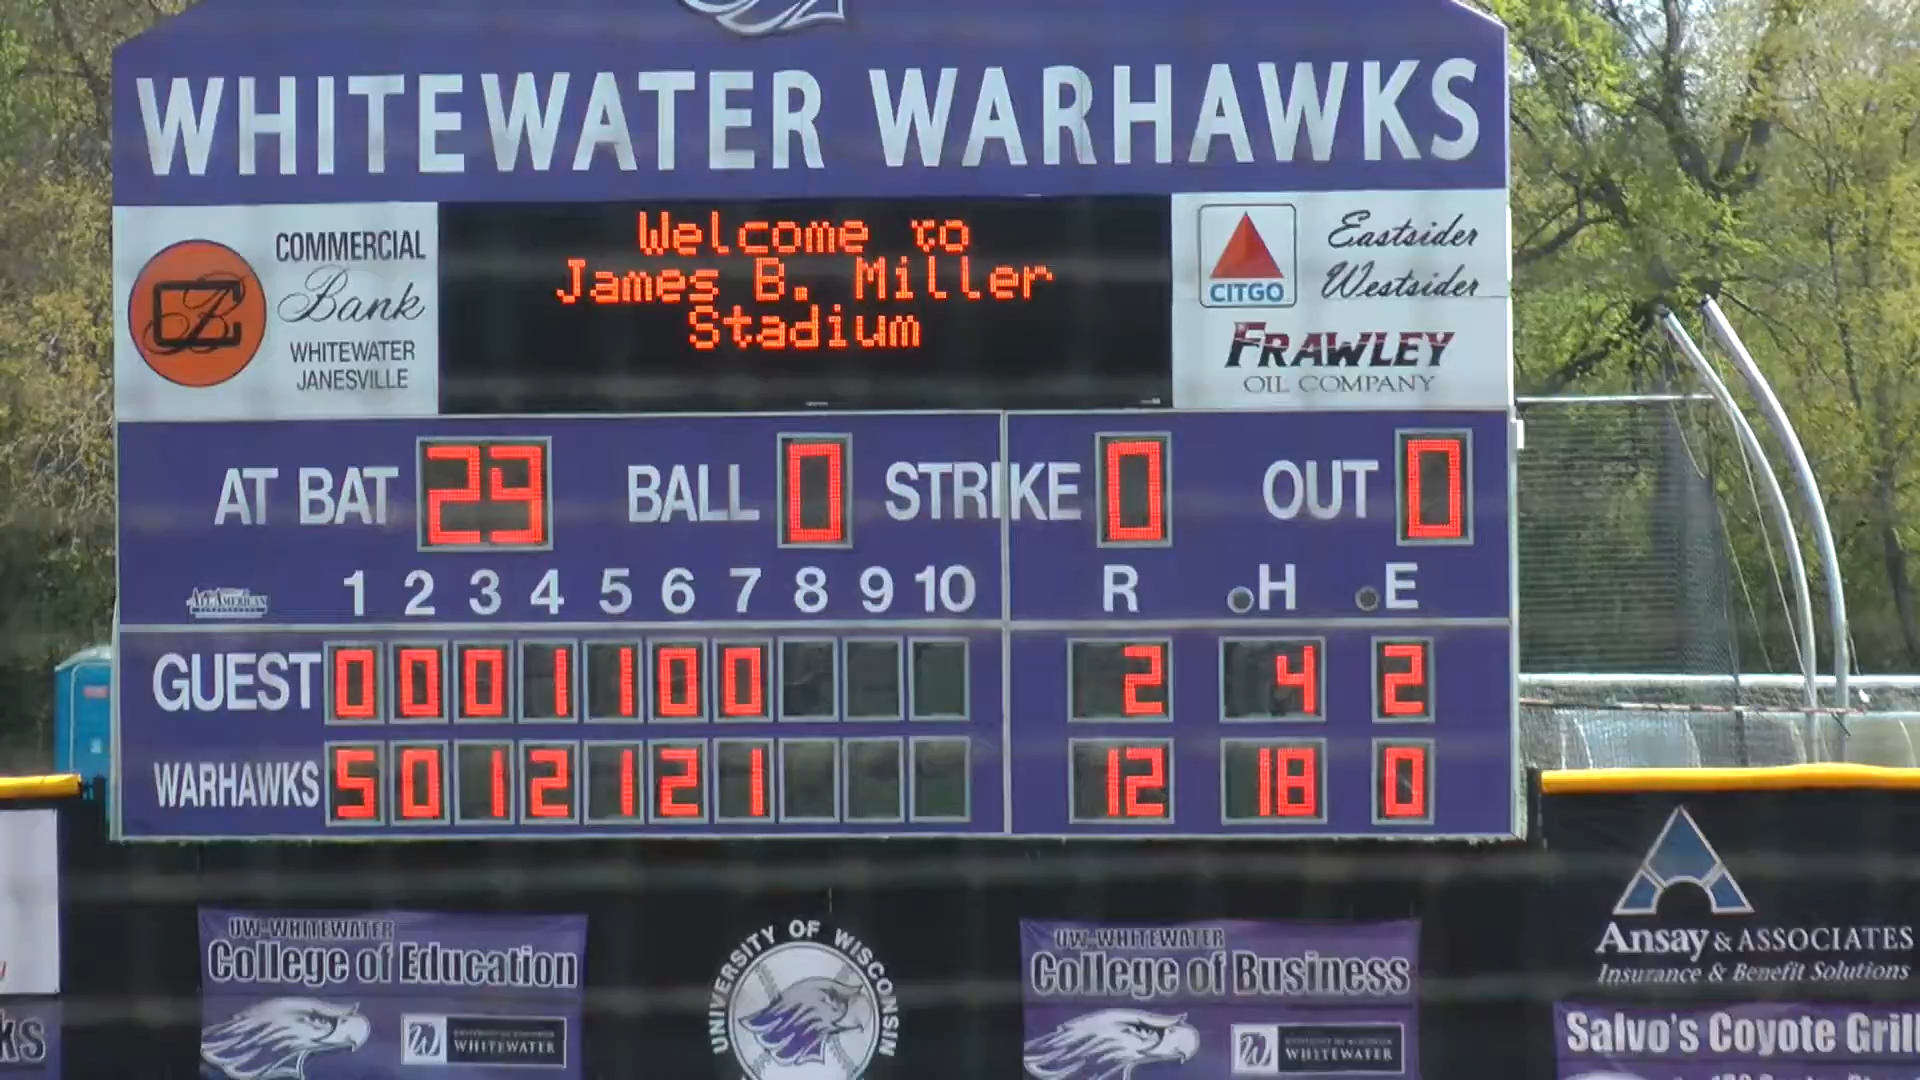 WHITEWATER WARHAWKS
COMMERCIAL
Bank
WHITEWATER
JANESVILLE
Welcome to
James B. Miller
Stadium
CITGO
Eastsider
Westsider
FRAWLEY
OIL COMPANY
AT BAT 29 BALL 0 STRIKE 0 OUT 0
ALL AMERICAN
1 2 3 4 5 6 7 8 9 10 R H E
GUEST 0 0 0 1 1 0 0 2 4 2
WARHAWKS 5 0 1 2 1 2 1 12 18 0
UW-WHITEWATER
College of Education
W WHITEWATER
UNIVERSITY OF WISCONSIN
UW-WHITEWATER
College of Business
W WHITEWATER
Ansay & ASSOCIATES
Insurance & Benefit Solutions
Salvo's Coyote Grill
ks